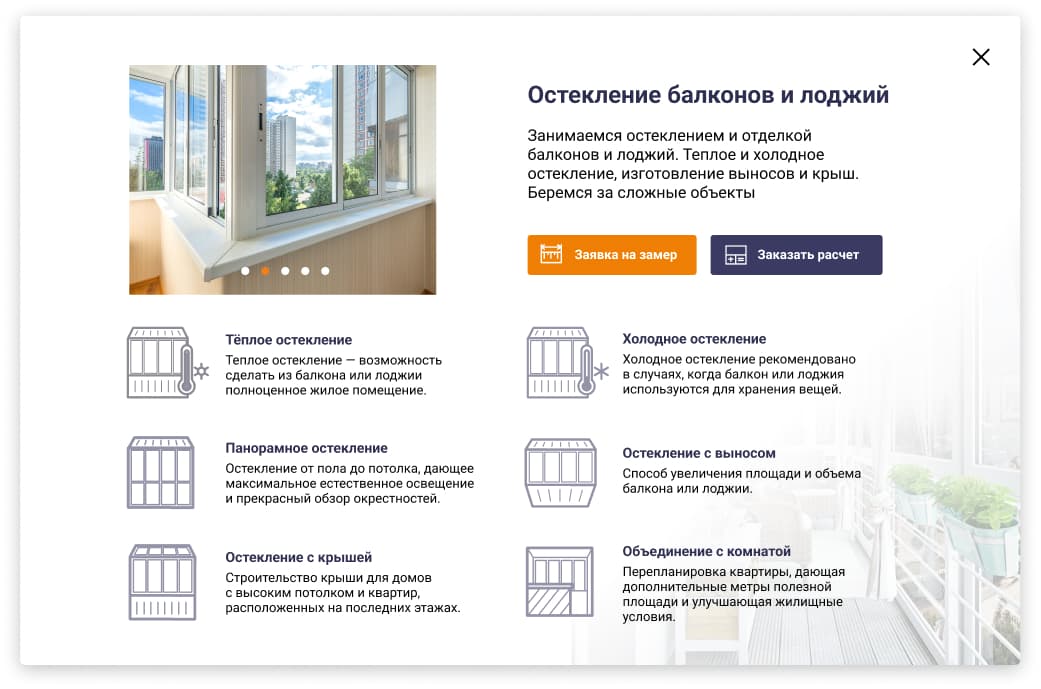 Остекление балконов и лоджий
Занимаемся остеклением и отделкой
балконов и лоджий. Теплое и холодное
остекление, изготовление выносов и крыш.
Беремся за сложные объекты
Заявка на замер
Заказать расчет
Тёплое остекление
Теплое остекление — возможность
сделать из балкона или лоджии
полноценное жилое помещение.
Холодное остекление
Холодное остекление рекомендовано
в случаях, когда балкон или лоджия
используются для хранения вещей.
Панорамное остекление
Остекление от пола до потолка, дающее
максимальное естественное освещение
и прекрасный обзор окрестностей.
Остекление с выносом
Способ увеличения площади и объема
балкона или лоджии.
Остекление с крышей
Строительство крыши для домов
с высоким потолком и квартир,
расположенных на последних этажах.
Объединение с комнатой
Перепланировка квартиры, дающая
дополнительные метры полезной
площади и улучшающая жилищные
условия.